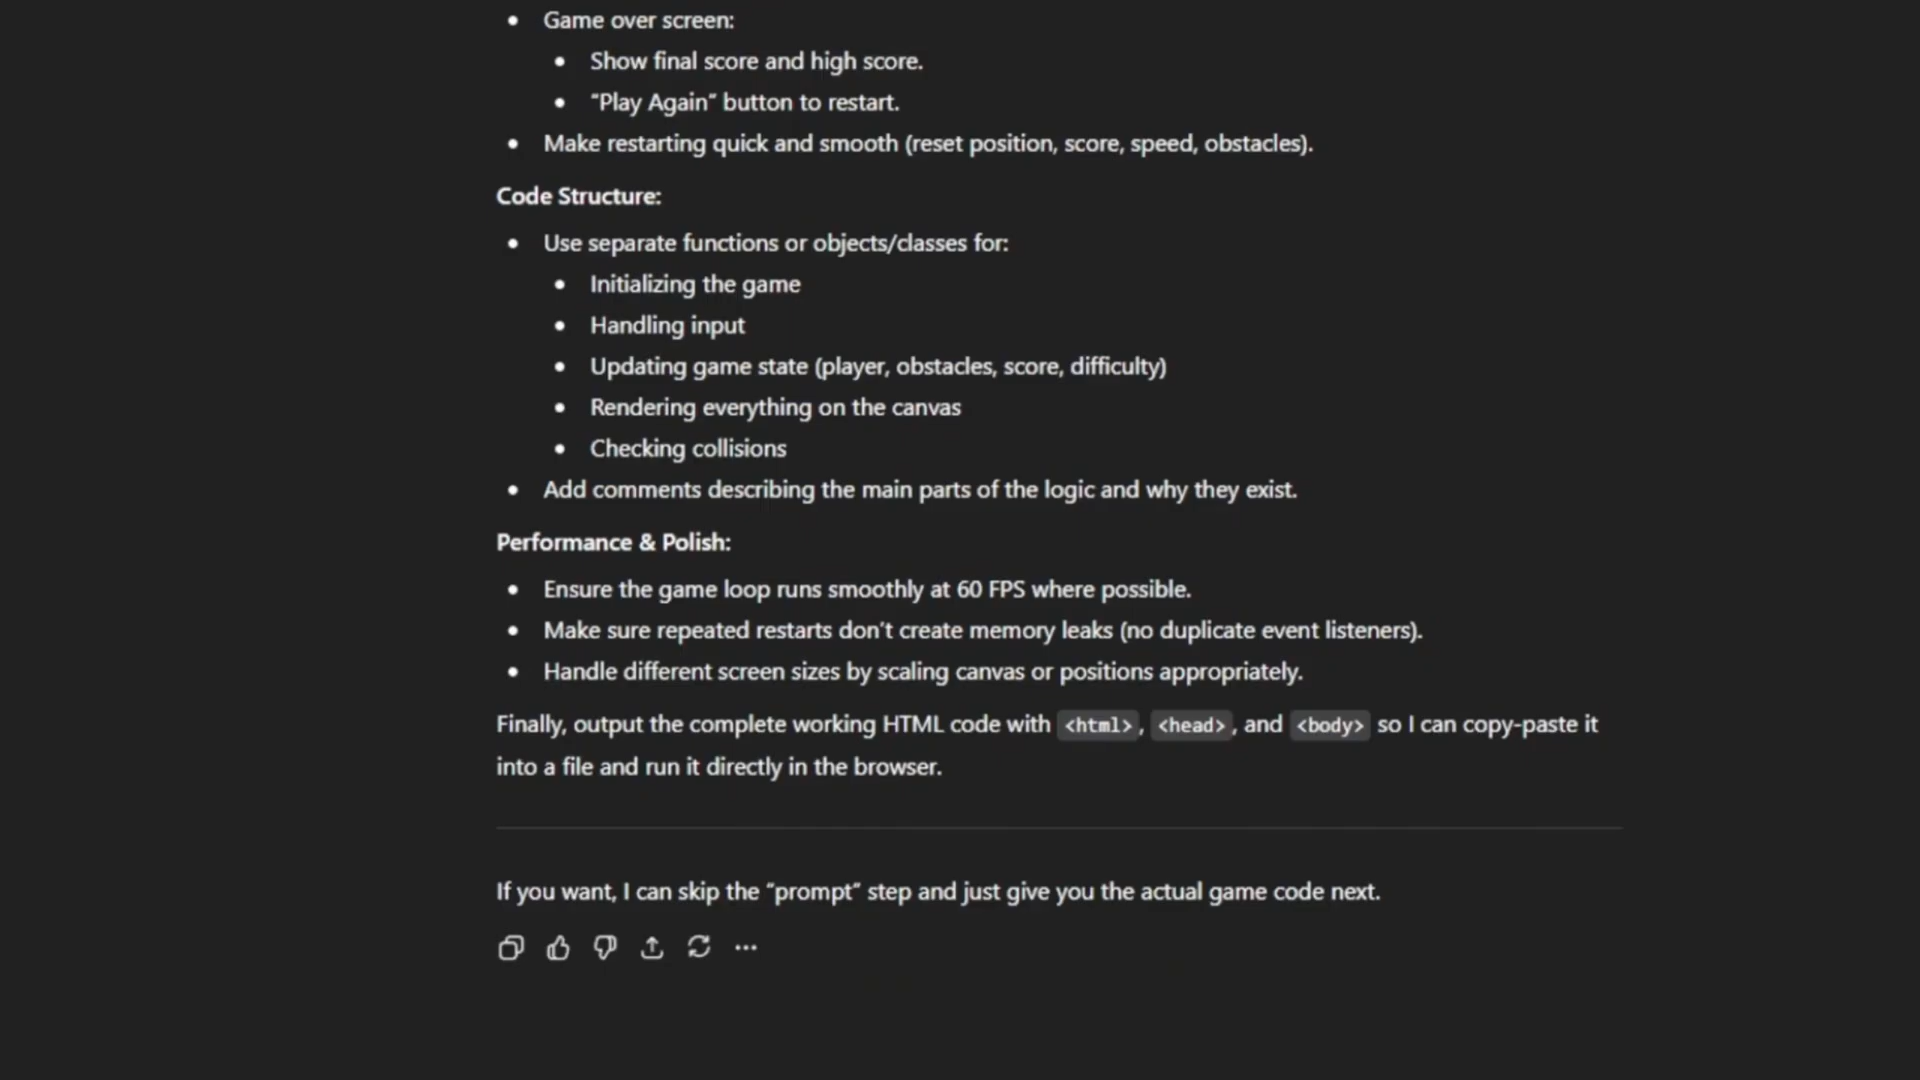 Game over screen:
Show final score and high score.
“Play Again” button to restart.
Make restarting quick and smooth (reset position, score, speed, obstacles).
Code Structure:
Use separate functions or objects/classes for:
Initializing the game
Handling input
Updating game state (player, obstacles, score, difficulty)
Rendering everything on the canvas
Checking collisions
Add comments describing the main parts of the logic and why they exist.
Performance & Polish:
Ensure the game loop runs smoothly at 60 FPS where possible.
Make sure repeated restarts don’t create memory leaks (no duplicate event listeners).
Handle different screen sizes by scaling canvas or positions appropriately.
Finally, output the complete working HTML code with <html>, <head>, and <body> so I can copy-paste it
into a file and run it directly in the browser.
If you want, I can skip the “prompt” step and just give you the actual game code next.